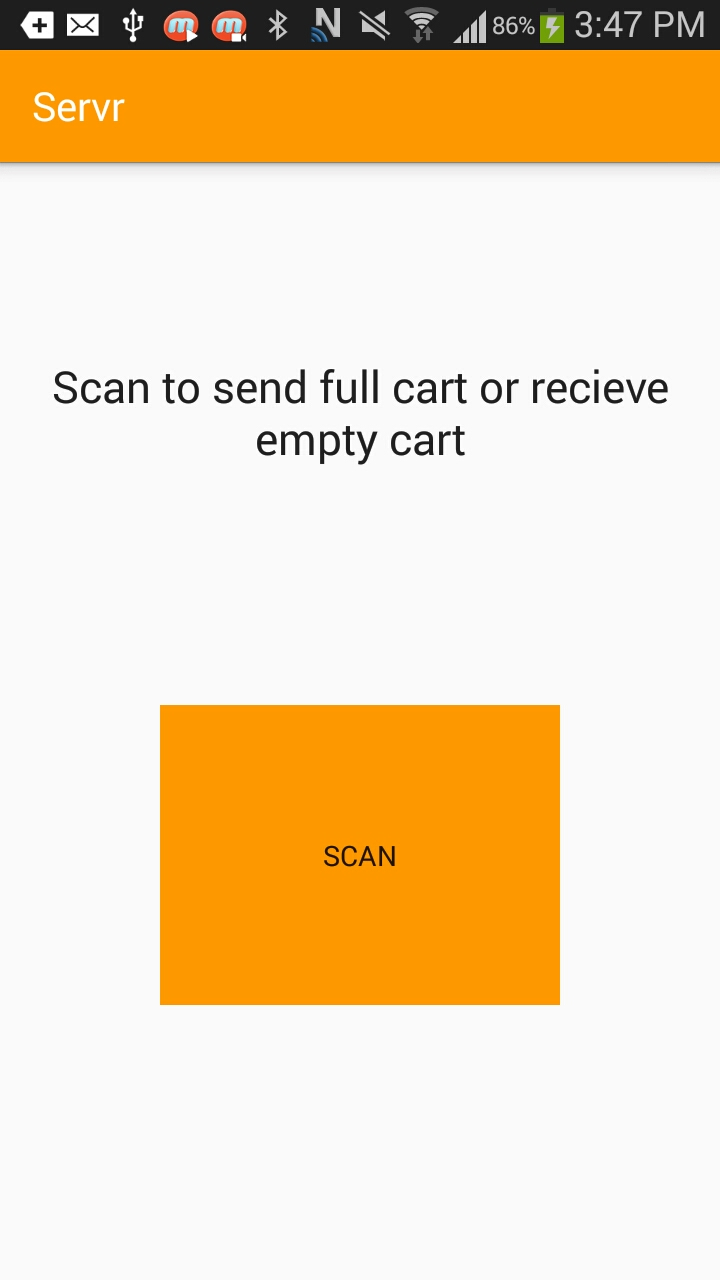 86% 3:47 PM
Servr
Scan to send full cart or recieve
empty cart
SCAN